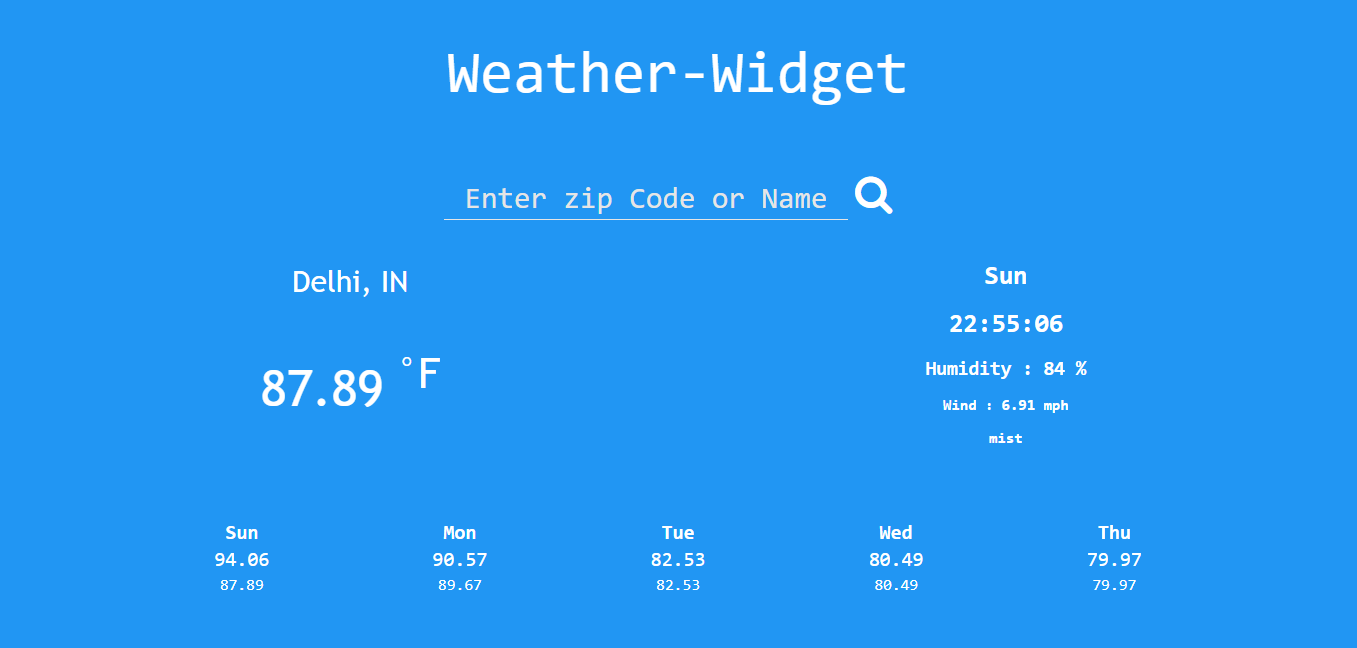 Weather-Widget
Enter zip Code or Name
Delhi, IN
87.89 °F
Sun
22:55:06
Humidity : 84 %
Wind : 6.91 mph
mist
Sun Mon Tue Wed Thu
94.06 90.57 82.53 80.49 79.97
87.89 89.67 82.53 80.49 79.97